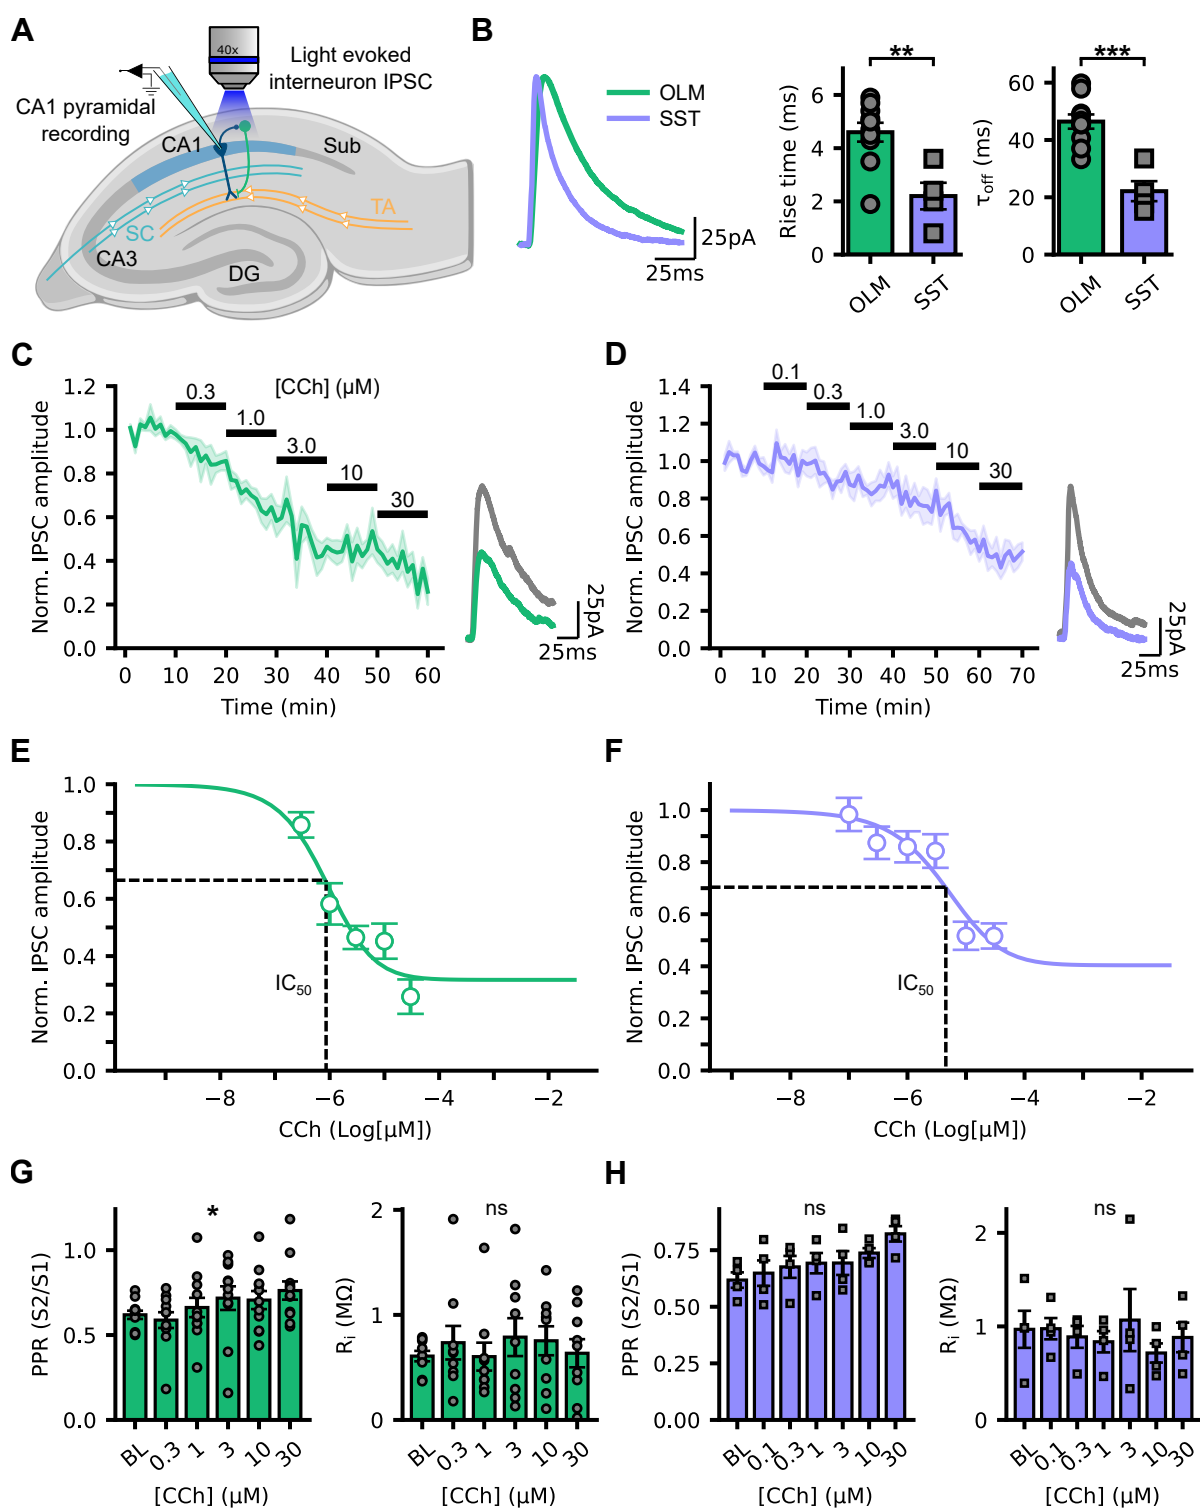 A
40x
Light evoked
interneuron IPSC
CA1 pyramidal
recording
CA1
Sub
SC
TA
CA3
DG
B
OLM
SST
25pA
25ms
**
Rise time (ms)
6
4
2
0
OLM
SST
***
τoff (ms)
60
40
20
0
OLM
SST
C
[CCh] (μM)
0.3
1.0
3.0
10
30
Norm. IPSC amplitude
1.2
1.0
0.8
0.6
0.4
0.2
0.0
0 10 20 30 40 50 60
Time (min)
25pA
25ms
D
0.1
0.3
1.0
3.0
10
30
Norm. IPSC amplitude
1.4
1.2
1.0
0.8
0.6
0.4
0.2
0.0
0 10 20 30 40 50 60 70
Time (min)
25pA
25ms
E
Norm. IPSC amplitude
1.0
0.8
0.6
0.4
0.2
0.0
IC50
−8 −6 −4 −2
CCh (Log[μM])
F
Norm. IPSC amplitude
1.0
0.8
0.6
0.4
0.2
0.0
IC50
−8 −6 −4 −2
CCh (Log[μM])
G
*
PPR (S2/S1)
1.0
0.5
0.0
BL 0.3 1 3 10 30
[CCh] (μM)
ns
Ri (MΩ)
2
1
0
BL 0.3 1 3 10 30
[CCh] (μM)
H
ns
PPR (S2/S1)
0.75
0.50
0.25
0.00
BL 0.1 0.3 1 3 10 30
[CCh] (μM)
ns
Ri (MΩ)
2
1
0
BL 0.1 0.3 1 3 10 30
[CCh] (μM)